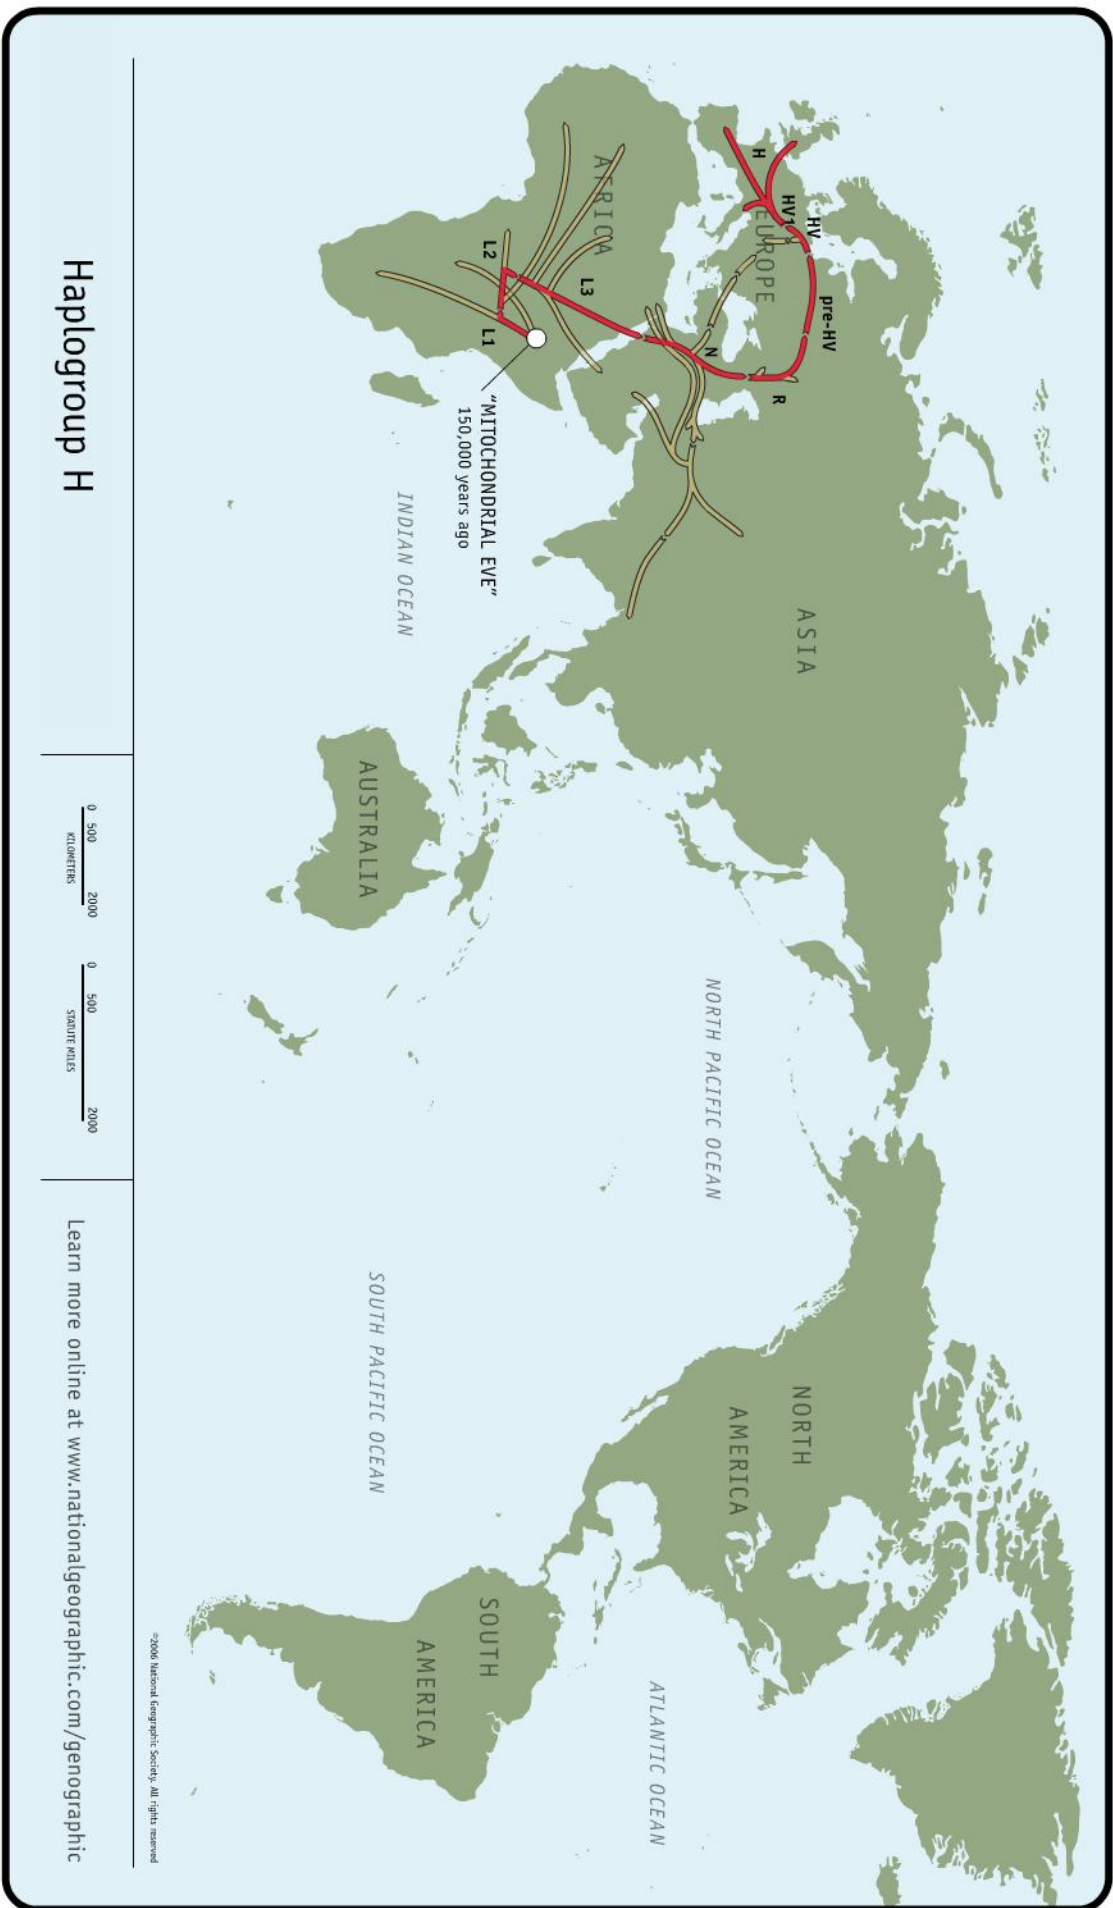 EUROPE
ASIA
AFRICA
AUSTRALIA
NORTH
AMERICA
SOUTH
AMERICA
NORTH PACIFIC OCEAN
SOUTH PACIFIC OCEAN
ATLANTIC OCEAN
INDIAN OCEAN
H
HV1
HV
pre-HV
R
N
L3
L2
L1
"MITOCHONDRIAL EVE"
150,000 years ago
©2006 National Geographic Society. All rights reserved
Haplogroup H
0 500 2000
KILOMETERS
0 500 2000
STATUTE MILES
Learn more online at www.nationalgeographic.com/genographic